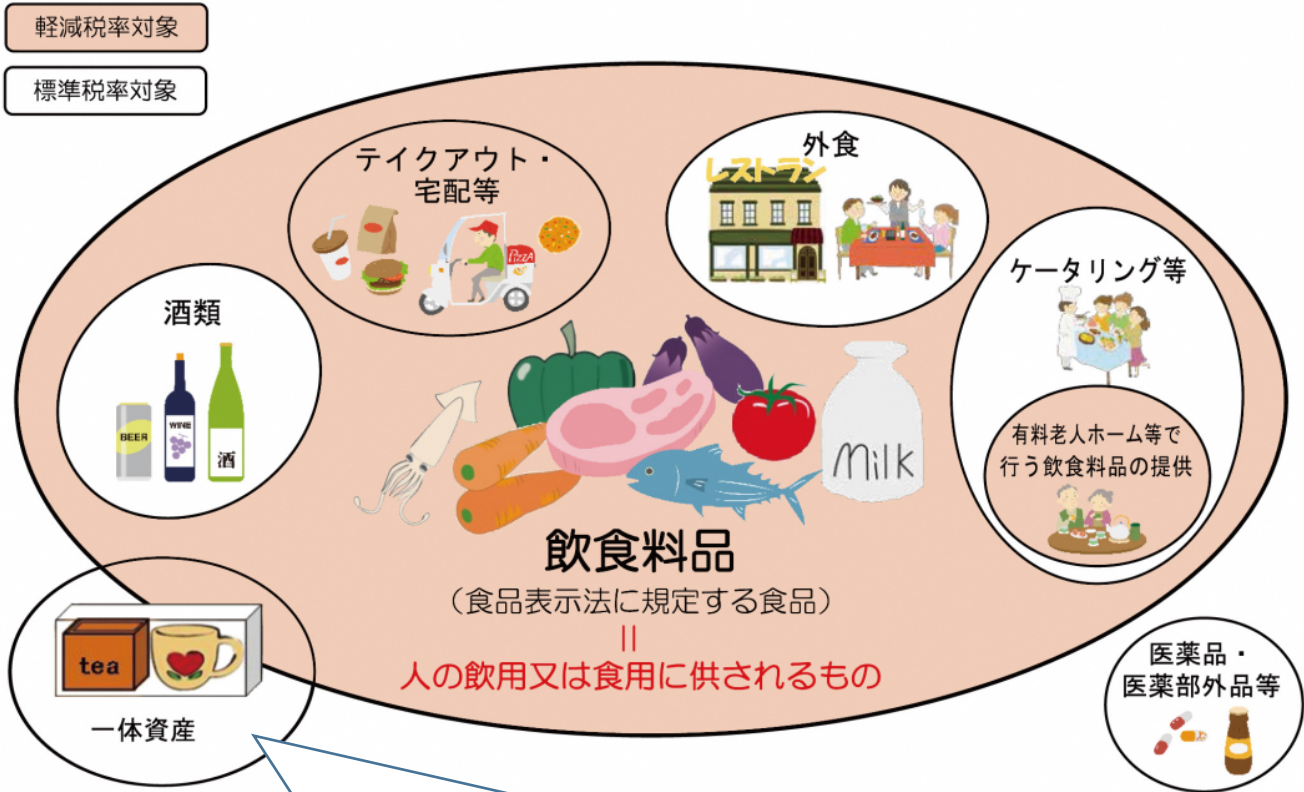 軽減税率対象
標準税率対象
テイクアウト・
宅配等
PIZZA
外食
レストラン
ケータリング等
有料老人ホーム等で
行う飲食料品の提供
酒類
BEER
WINE
酒
Milk
飲食料品
（食品表示法に規定する食品）
＝
人の飲用又は食用に供されるもの
tea
一体資産
医薬品・
医薬部外品等